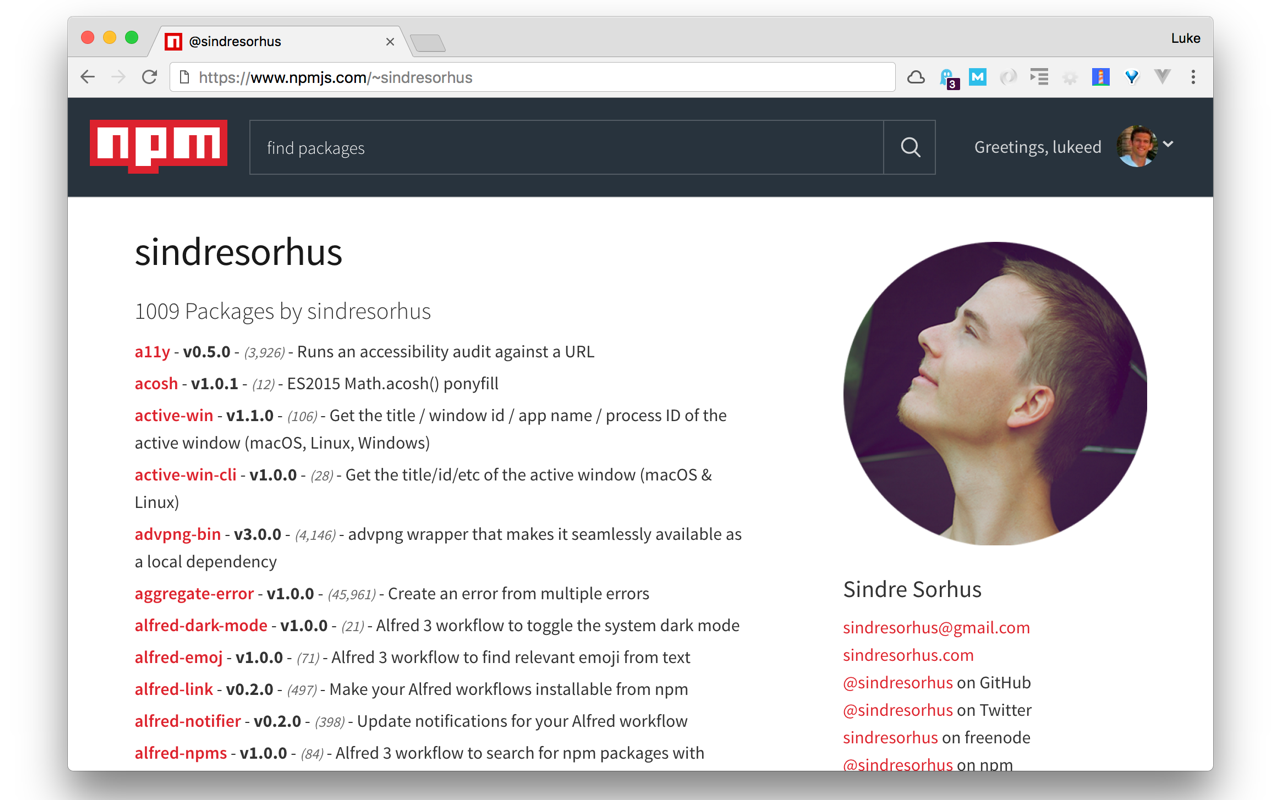 @sindresorhus
Luke
https://www.npmjs.com/~sindresorhus
3
M
npm
find packages
Greetings, lukeed
sindresorhus
1009 Packages by sindresorhus
a11y - v0.5.0 - (3,926) - Runs an accessibility audit against a URL
acosh - v1.0.1 - (12) - ES2015 Math.acosh() ponyfill
active-win - v1.1.0 - (106) - Get the title / window id / app name / process ID of the
active window (macOS, Linux, Windows)
active-win-cli - v1.0.0 - (28) - Get the title/id/etc of the active window (macOS &
Linux)
advpng-bin - v3.0.0 - (4,146) - advpng wrapper that makes it seamlessly available as
a local dependency
aggregate-error - v1.0.0 - (45,961) - Create an error from multiple errors
alfred-dark-mode - v1.0.0 - (21) - Alfred 3 workflow to toggle the system dark mode
alfred-emoj - v1.0.0 - (71) - Alfred 3 workflow to find relevant emoji from text
alfred-link - v0.2.0 - (497) - Make your Alfred workflows installable from npm
alfred-notifier - v0.2.0 - (398) - Update notifications for your Alfred workflow
alfred-npms - v1.0.0 - (84) - Alfred 3 workflow to search for npm packages with
Sindre Sorhus
sindresorhus@gmail.com
sindresorhus.com
@sindresorhus on GitHub
@sindresorhus on Twitter
sindresorhus on freenode
@sindresorhus on npm